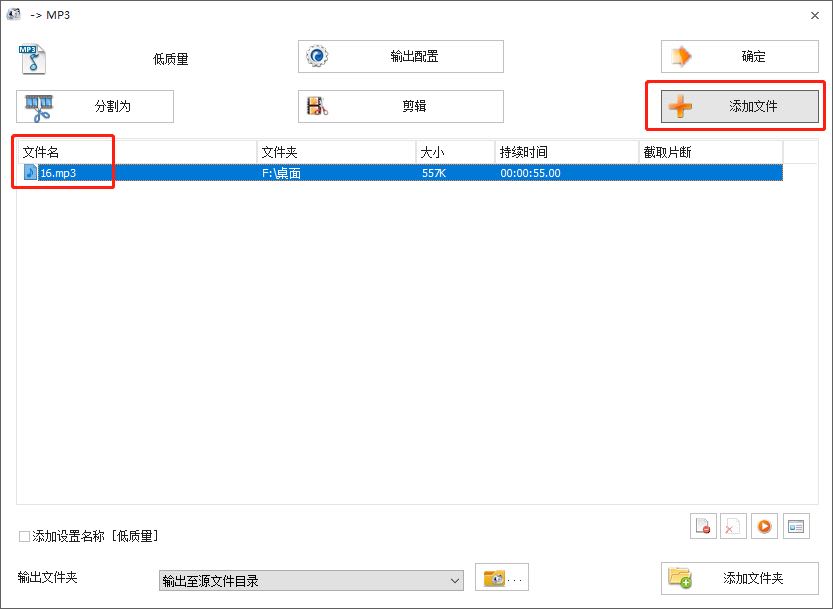 -> MP3
MP3
低质量
输出配置
确定
分割为
剪辑
添加文件
文件名 文件夹 大小 持续时间 截取片断
16.mp3 F:\桌面 557K 00:00:55.00
添加设置名称 [低质量]
输出文件夹
输出至源文件目录
...
添加文件夹